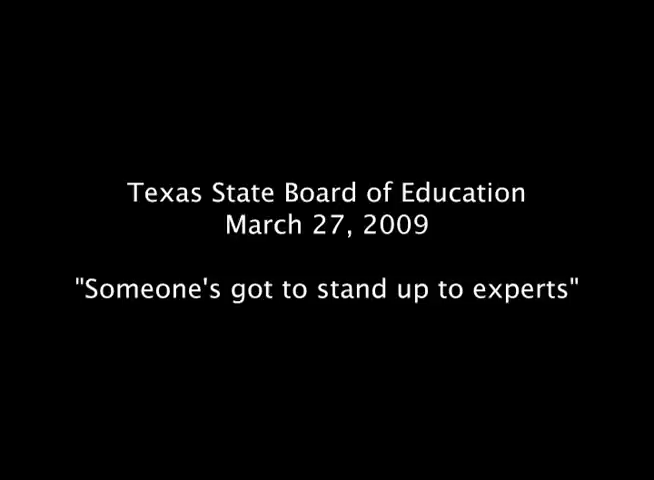 Texas State Board of Education
March 27, 2009
"Someone's got to stand up to experts"